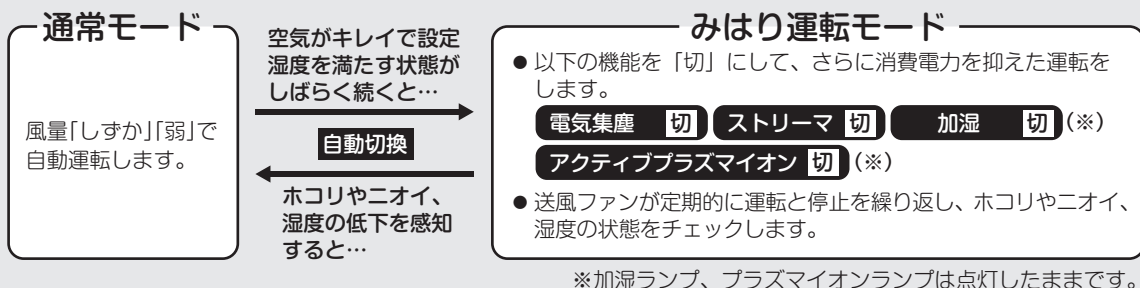 通常モード
風量「しずか」「弱」で
自動運転します。
空気がキレイで設定
湿度を満たす状態が
しばらく続くと…
自動切換
ホコリやニオイ、
湿度の低下を感知
すると…
みはり運転モード
● 以下の機能を「切」にして、さらに消費電力を抑えた運転を
します。
電気集塵 切 ストリーマ 切 加湿 切 (※)
アクティブプラズマイオン 切 (※)
● 送風ファンが定期的に運転と停止を繰り返し、ホコリやニオイ、
湿度の状態をチェックします。
※加湿ランプ、プラズマイオンランプは点灯したままです。